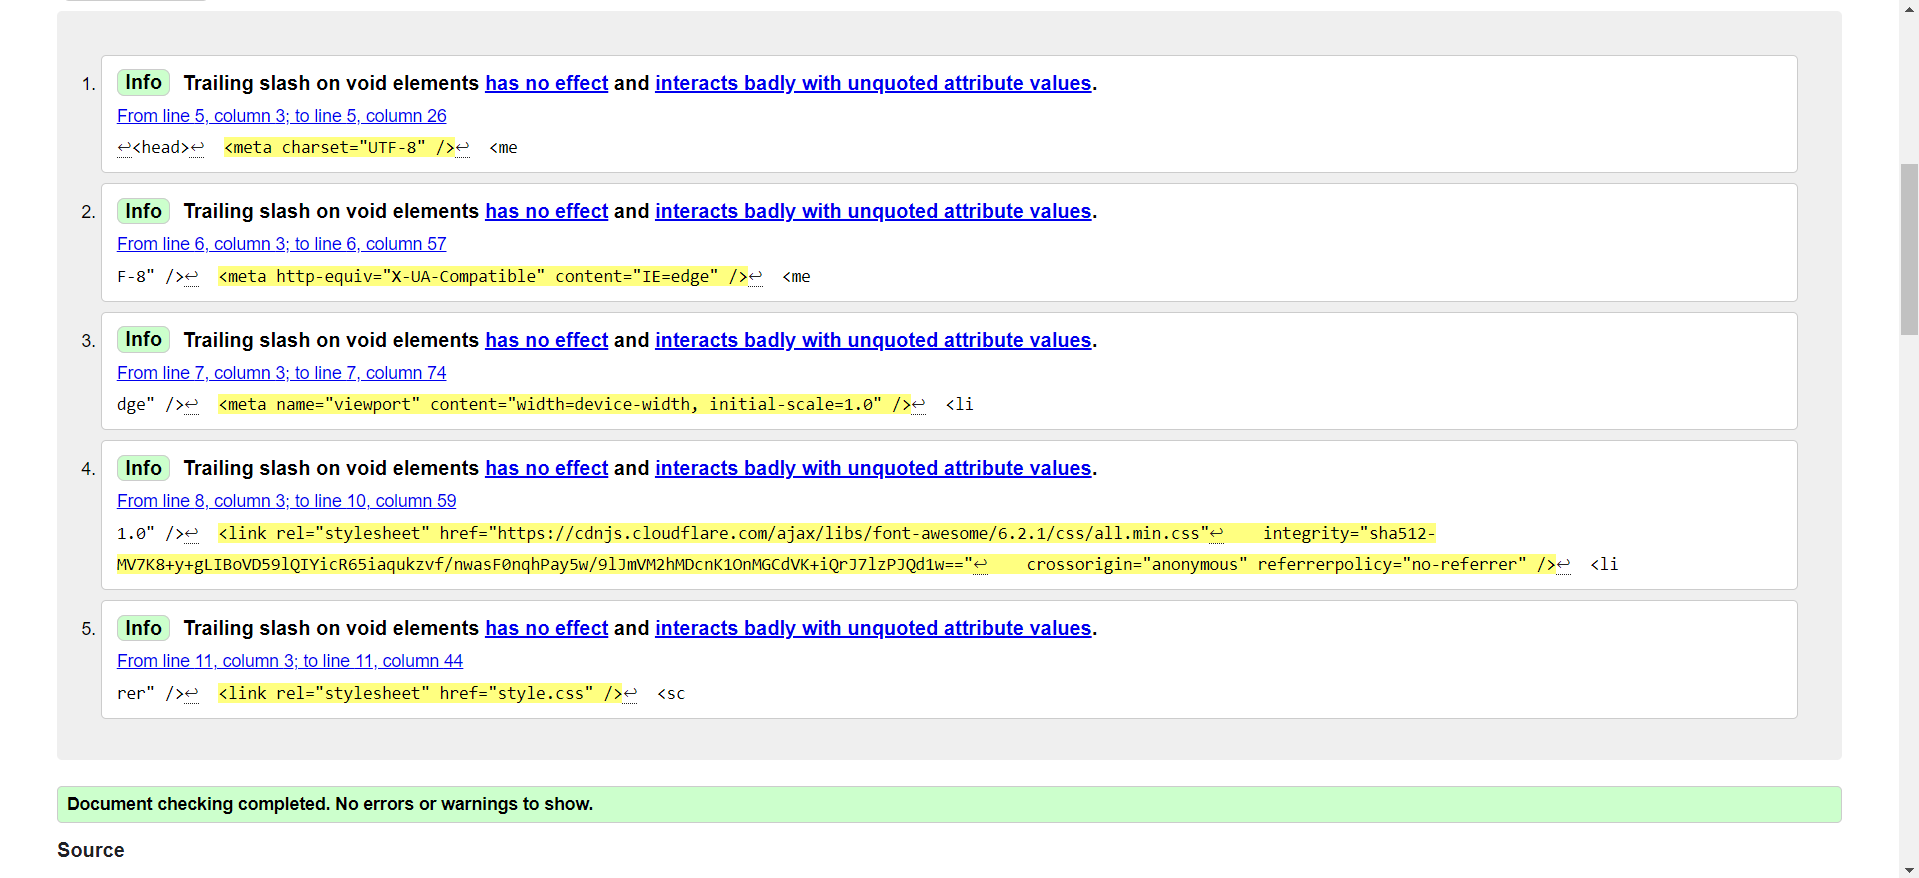 1. Info Trailing slash on void elements has no effect and interacts badly with unquoted attribute values.
From line 5, column 3; to line 5, column 26
↩<head>↩  <meta charset="UTF-8" />↩  <me
2. Info Trailing slash on void elements has no effect and interacts badly with unquoted attribute values.
From line 6, column 3; to line 6, column 57
F-8" />↩  <meta http-equiv="X-UA-Compatible" content="IE=edge" />↩  <me
3. Info Trailing slash on void elements has no effect and interacts badly with unquoted attribute values.
From line 7, column 3; to line 7, column 74
dge" />↩  <meta name="viewport" content="width=device-width, initial-scale=1.0" />↩  <li
4. Info Trailing slash on void elements has no effect and interacts badly with unquoted attribute values.
From line 8, column 3; to line 10, column 59
1.0" />↩  <link rel="stylesheet" href="https://cdnjs.cloudflare.com/ajax/libs/font-awesome/6.2.1/css/all.min.css"↩    integrity="sha512-
MV7K8+y+gLIBoVD59lQIYicR65iaqukzvf/nwasF0nqhPay5w/9lJmVM2hMDcnK1OnMGCdVK+iQrJ7lzPJQd1w=="↩    crossorigin="anonymous" referrerpolicy="no-referrer" />↩  <li
5. Info Trailing slash on void elements has no effect and interacts badly with unquoted attribute values.
From line 11, column 3; to line 11, column 44
rer" />↩  <link rel="stylesheet" href="style.css" />↩  <sc
Document checking completed. No errors or warnings to show.
Source